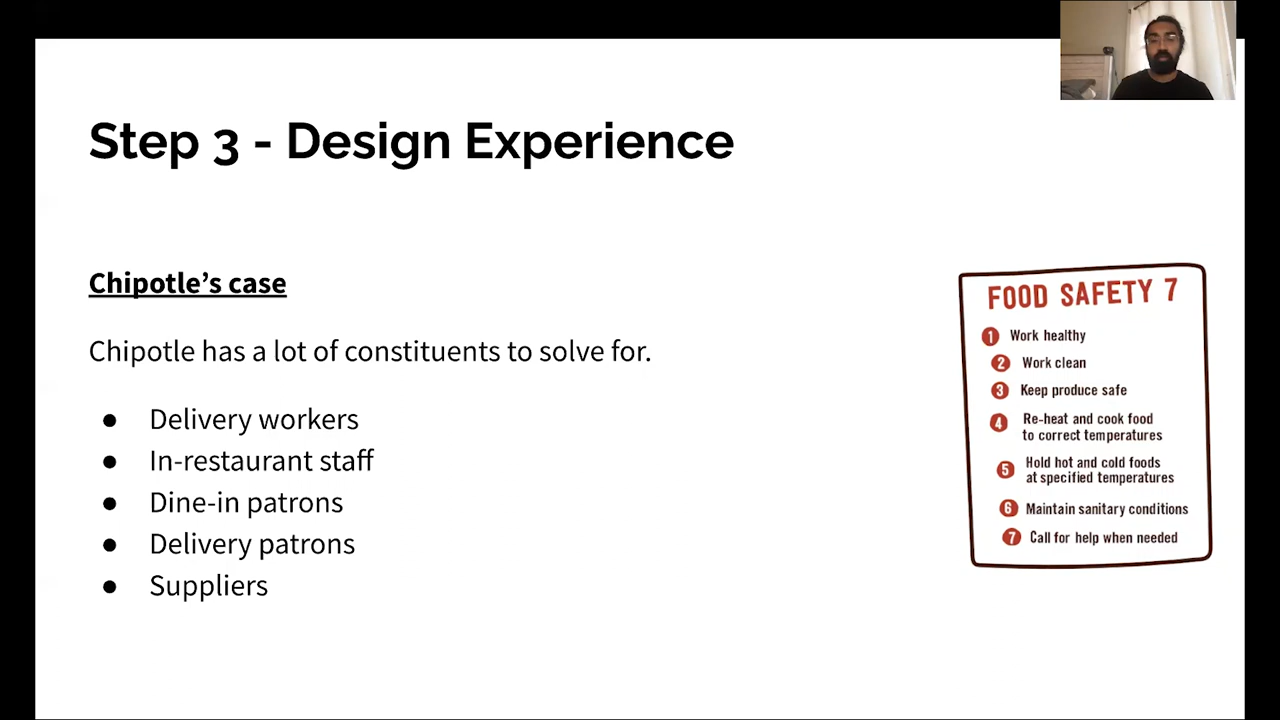 Step 3 - Design Experience
Chipotle’s case
Chipotle has a lot of constituents to solve for.
● Delivery workers
● In-restaurant staff
● Dine-in patrons
● Delivery patrons
● Suppliers
FOOD SAFETY 7
1 Work healthy
2 Work clean
3 Keep produce safe
4 Re-heat and cook food
to correct temperatures
5 Hold hot and cold foods
at specified temperatures
6 Maintain sanitary conditions
7 Call for help when needed